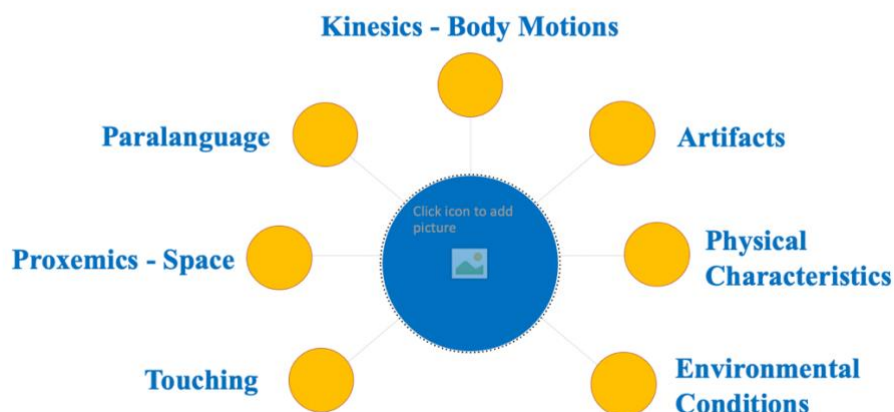 Kinesics - Body Motions
Paralanguage
Artifacts
Click icon to add
picture
Proxemics - Space
Physical
Characteristics
Touching
Environmental
Conditions